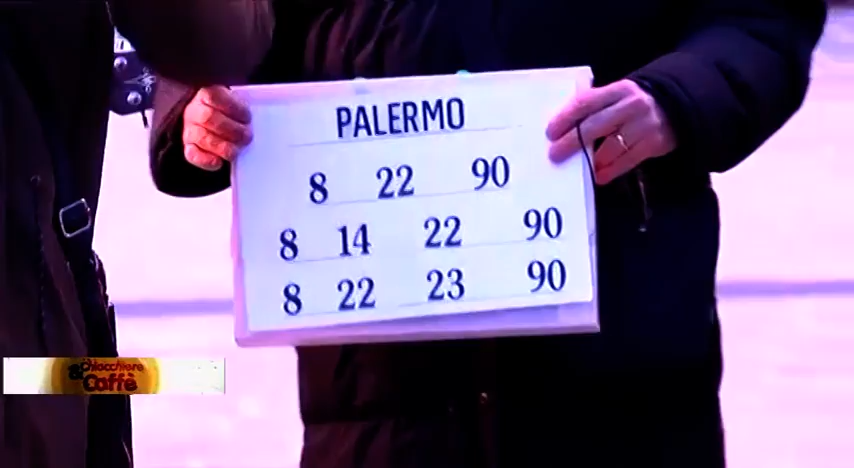 PALERMO
8 22 90
8 14 22 90
8 22 23 90
Chiacchiere
& Caffè